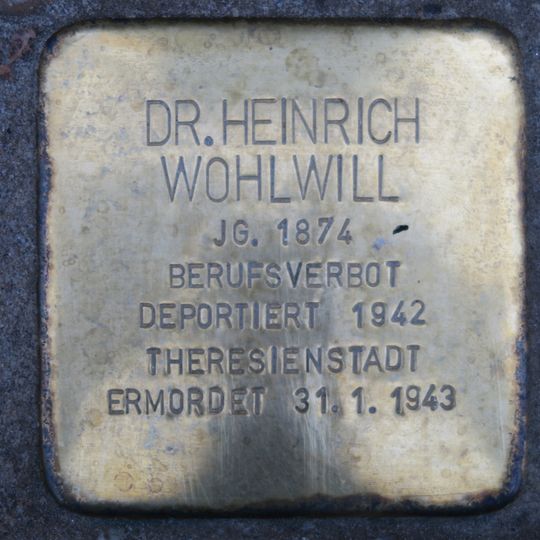 DR. HEINRICH
WOHLWILL
JG. 1874
BERUFSVERBOT
DEPORTIERT 1942
THERESIENSTADT
ERMORDET 31.1.1943